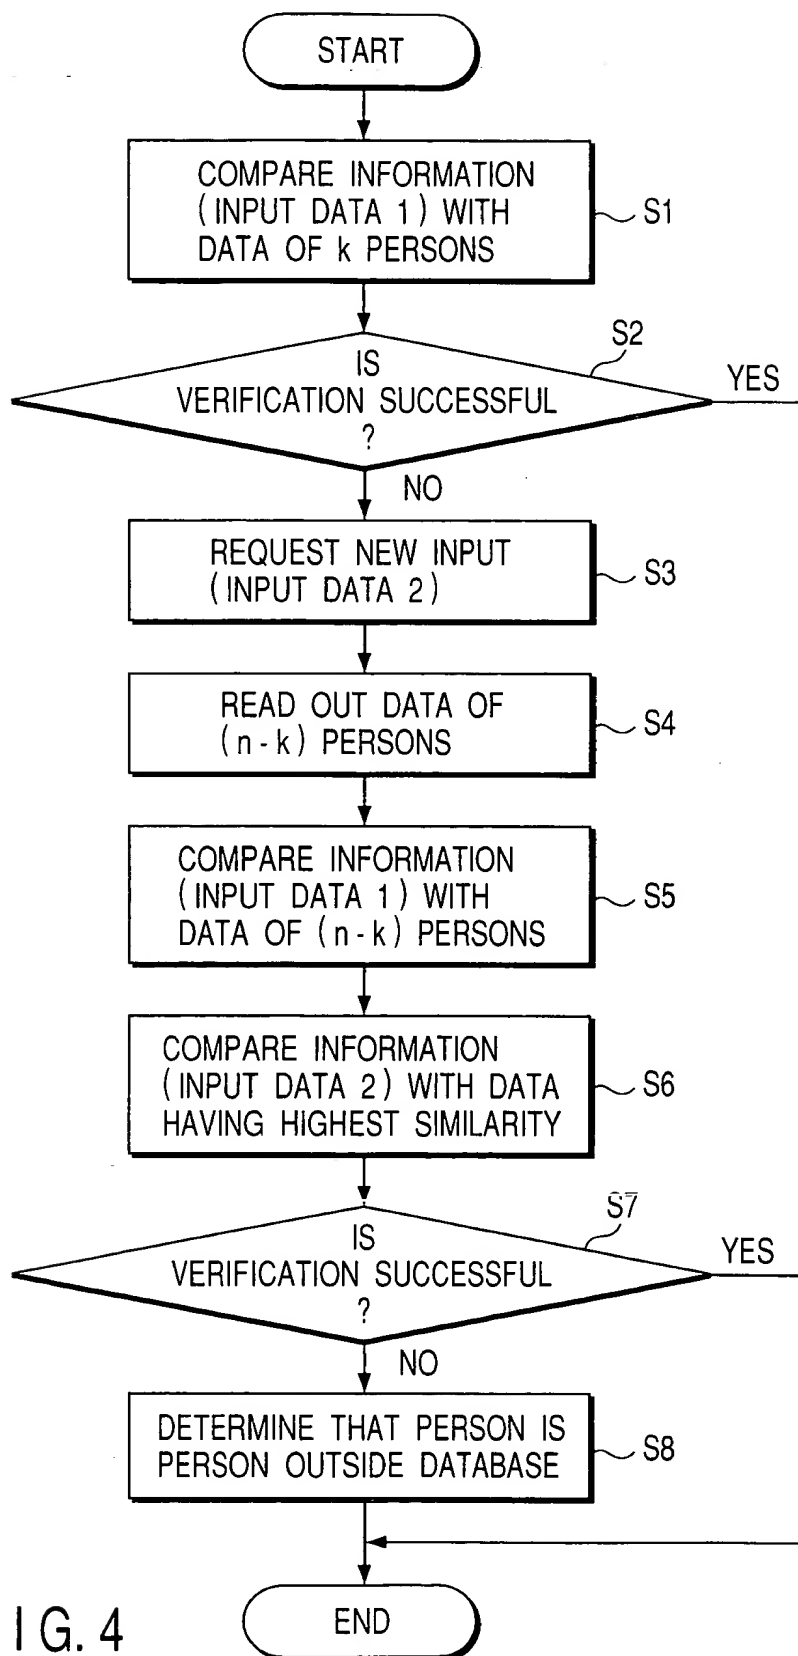 START
COMPARE INFORMATION
(INPUT DATA 1) WITH
DATA OF k PERSONS
S1
S2
IS
VERIFICATION SUCCESSFUL
?
YES
NO
REQUEST NEW INPUT
(INPUT DATA 2)
S3
READ OUT DATA OF
(n-k) PERSONS
S4
COMPARE INFORMATION
(INPUT DATA 1) WITH
DATA OF (n-k) PERSONS
S5
COMPARE INFORMATION
(INPUT DATA 2) WITH DATA
HAVING HIGHEST SIMILARITY
S6
S7
IS
VERIFICATION SUCCESSFUL
?
YES
NO
DETERMINE THAT PERSON IS
PERSON OUTSIDE DATABASE
S8
END
IG. 4